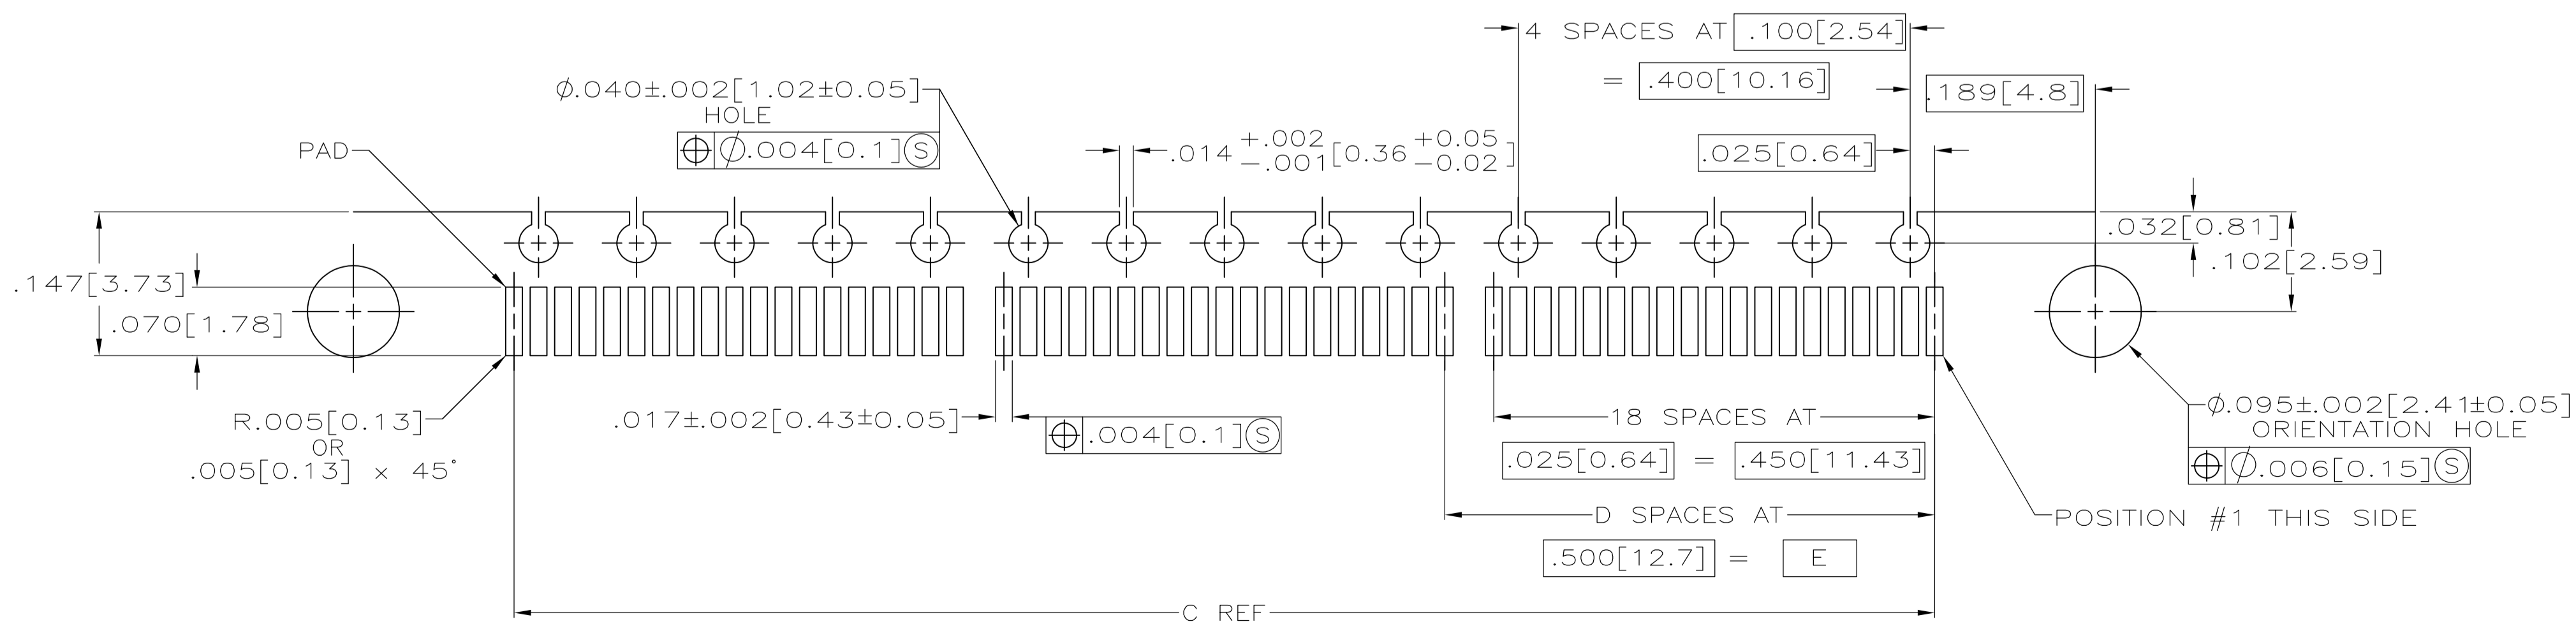 4 SPACES AT .100[2.54]
= .400[10.16]
.189[4.8]
Ø.040±.002[1.02±0.05]
HOLE
⌖ Ø.004[0.1]Ⓢ
.014 +.002 -.001 [0.36 +0.05 -0.02]
.025[0.64]
PAD
.032[0.81]
.102[2.59]
.147[3.73]
.070[1.78]
R.005[0.13]
OR
.005[0.13] × 45°
.017±.002[0.43±0.05]
⌖ .004[0.1]Ⓢ
18 SPACES AT
.025[0.64] = .450[11.43]
Ø.095±.002[2.41±0.05]
ORIENTATION HOLE
⌖ Ø.006[0.15]Ⓢ
D SPACES AT
.500[12.7] = E
POSITION #1 THIS SIDE
C REF